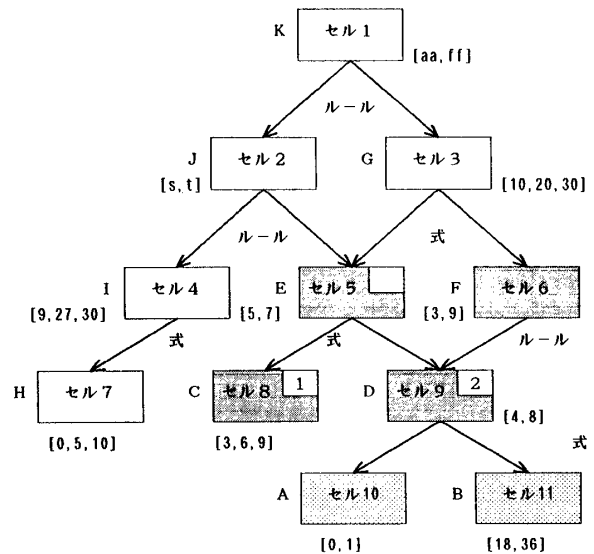 K セル1
[aa,ff]
ルール
J セル2 G セル3
[s,t] [10,20,30]
ルール 式
I セル4 E セル5 F セル6
[9,27,30] [5,7] [3,9]
式 式 ルール
H セル7 C セル8 1 D セル9 2
[0,5,10] [3,6,9] [4,8]
式
A セル10 B セル11
[0,1] [18,36]